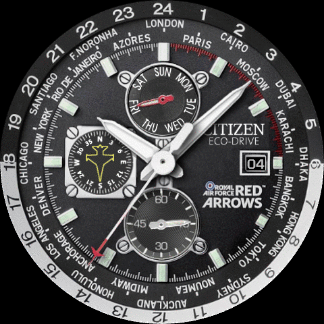 24 1 2 3 4 5 6 7 8 9 10 11 12 13 14 15 16 17 18 19 20 21 22 23
PARIS CAIRO MOSCOW DUBAI KARACHI DHAKA BANGKOK HONG KONG TOKYO SYDNEY NOUMEA AUCKLAND MIDWAY HONOLULU ANCHORAGE LOS ANGELES DENVER CHICAGO NEW YORK SANTIAGO RIO DE JANEIRO F.NORONHA AZORES
SAT SUN MON
FRI THU WED TUE
CITIZEN
ECO-DRIVE
04
ROYAL
AIR FORCE RED
ARROWS
N E S
60
45 15
30